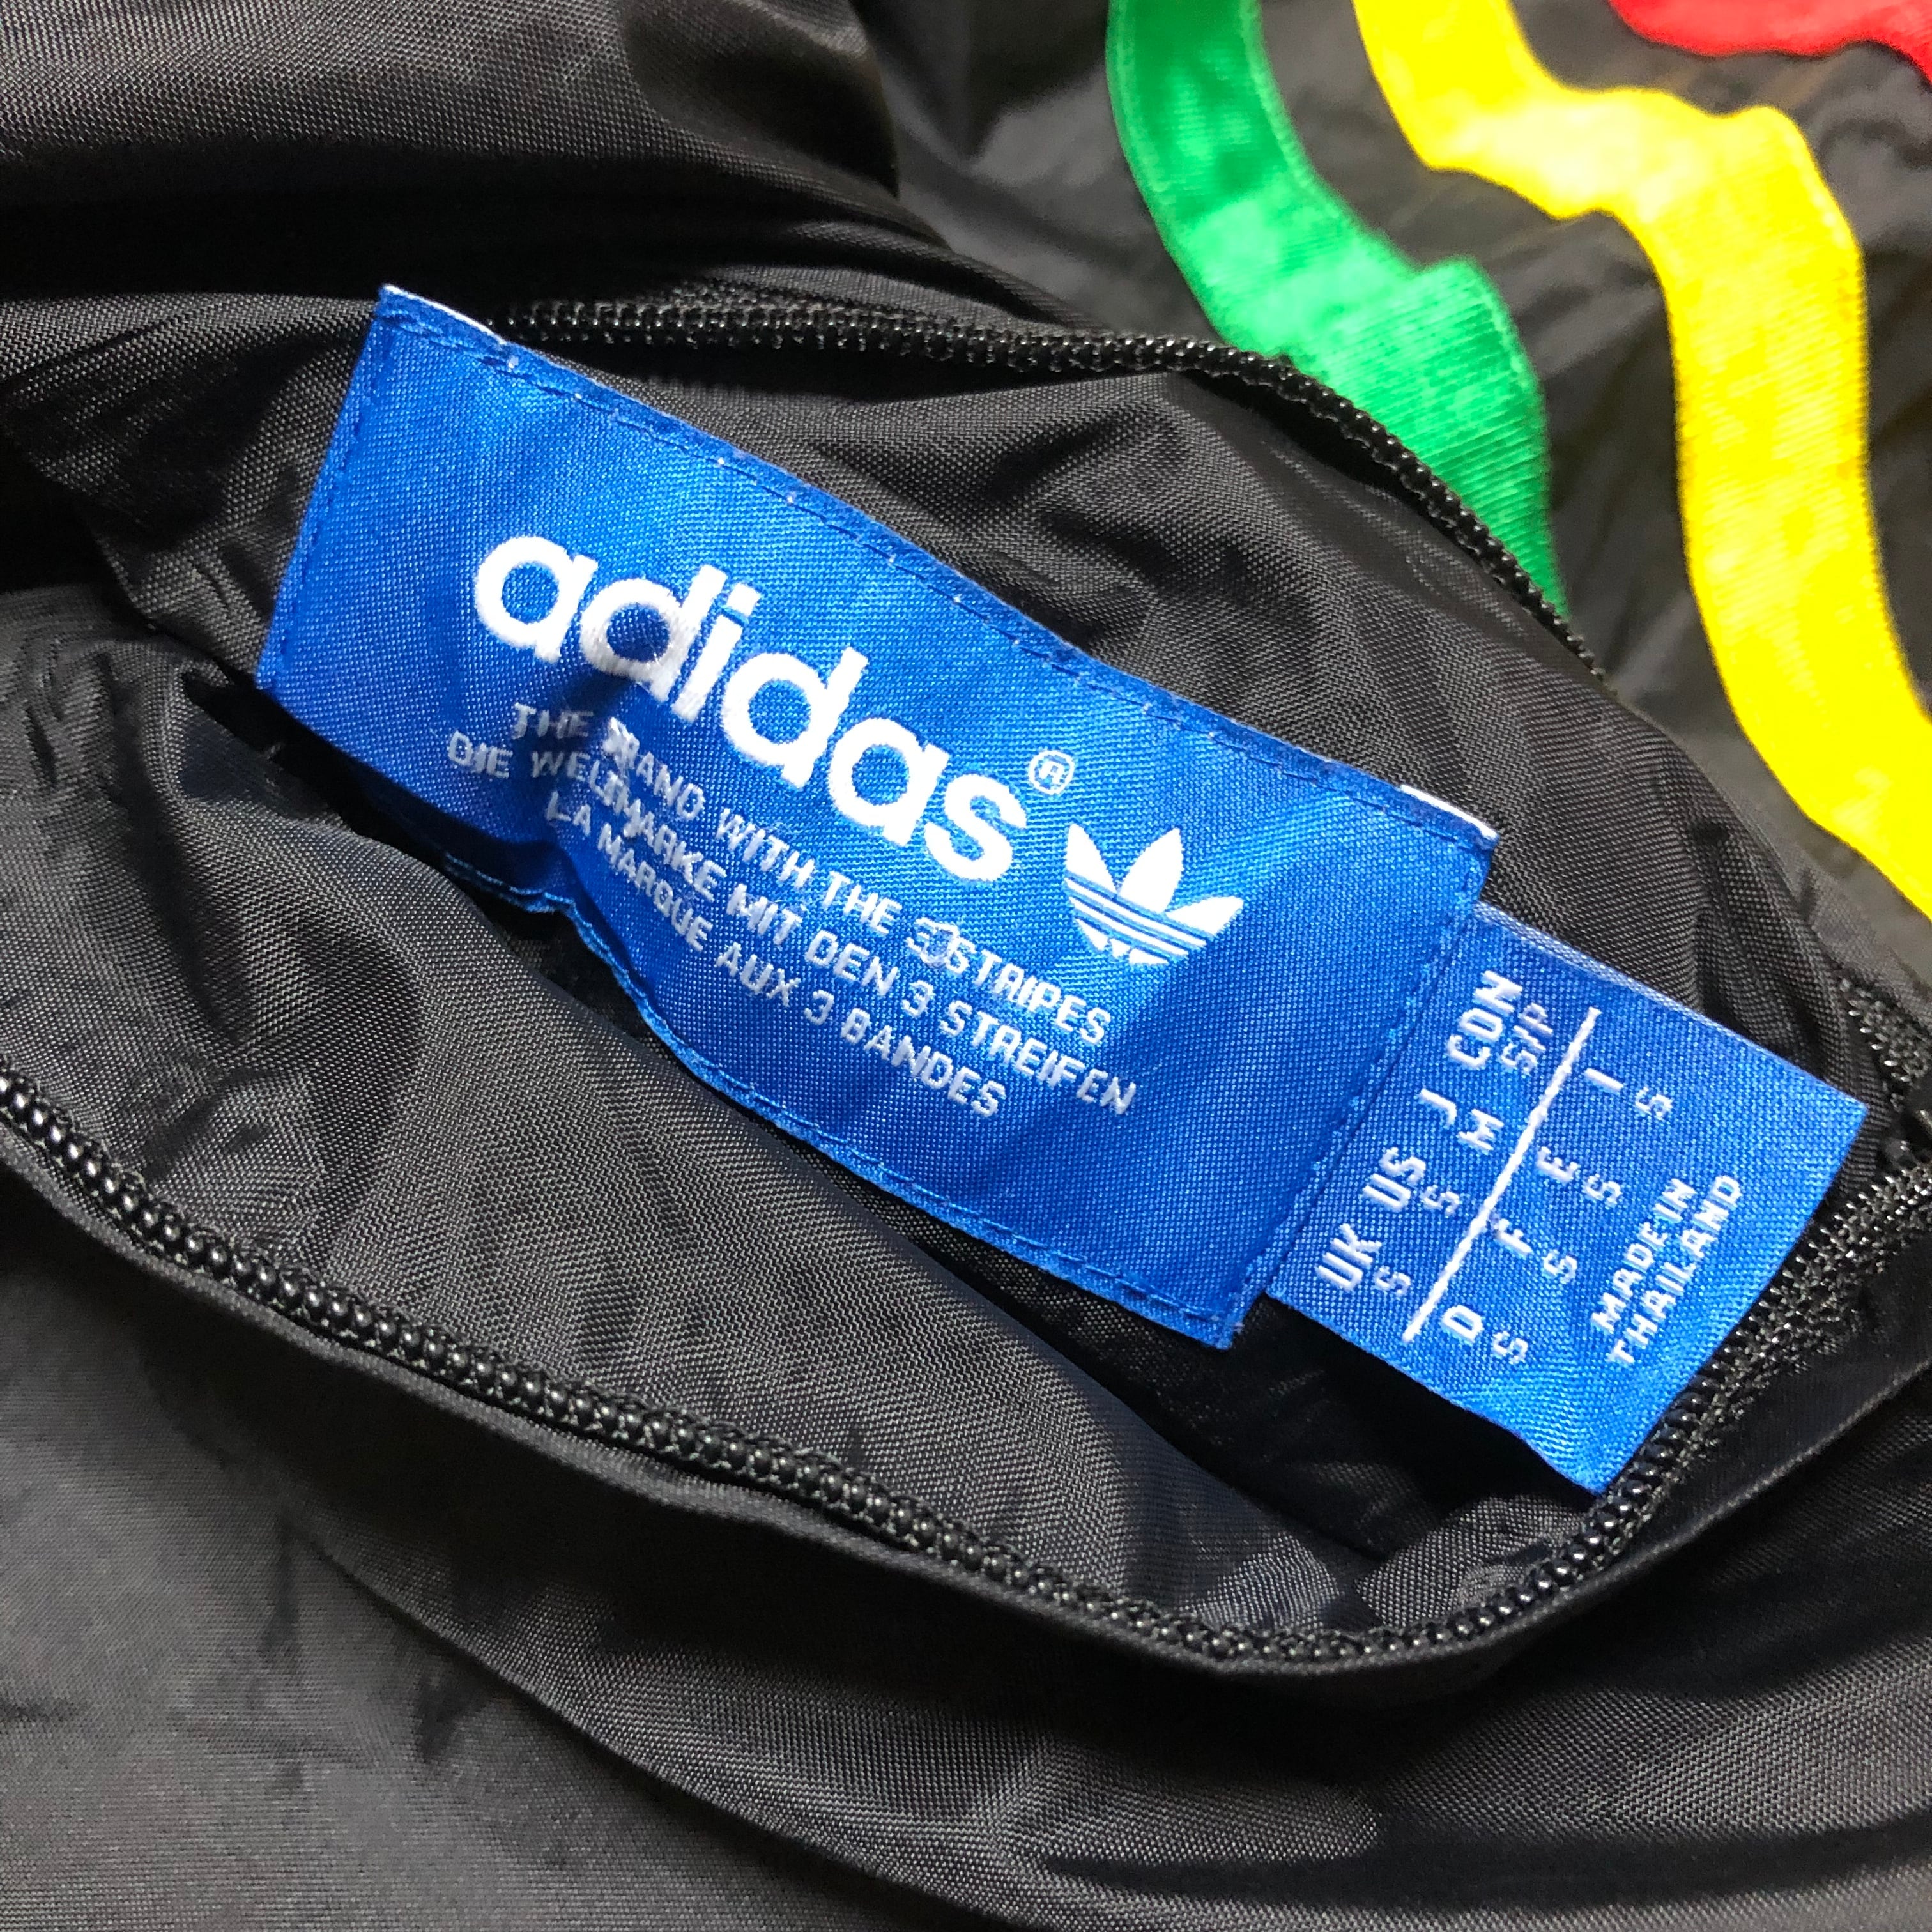 adidas®
THE BRAND WITH THE 3 STRIPES
DIE WELTMARKE MIT DEN 3 STREIFEN
LA MARQUE AUX 3 BANDES
UK US J CON
S S M S/P
D F E I
S S S S
MADE IN
THAILAND